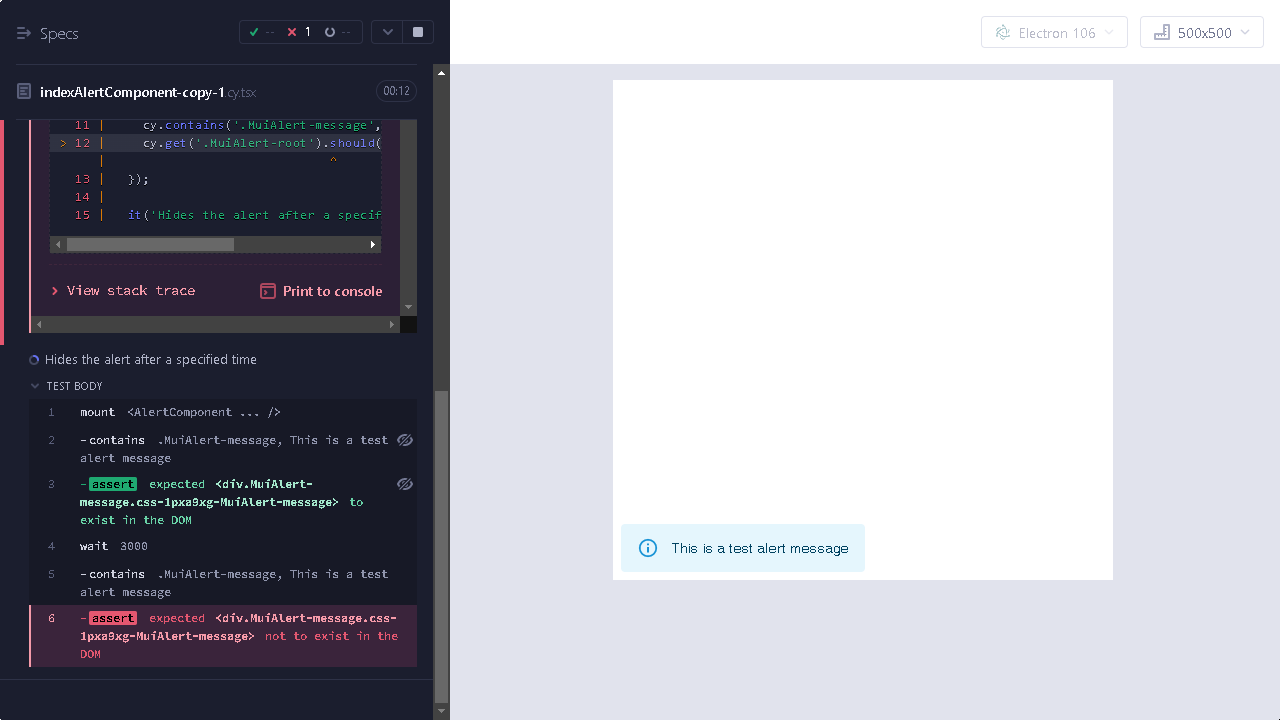 Specs
-- 1 --
Electron 106
500x500
indexAlertComponent-copy-1.cy.tsx
00:12
11 | cy.contains('.MuiAlert-message',
> 12 | cy.get('.MuiAlert-root').should(
| ^
13 | });
14 |
15 | it('Hides the alert after a specif
View stack trace
Print to console
Hides the alert after a specified time
TEST BODY
1 mount <AlertComponent ... />
2 -contains .MuiAlert-message, This is a test
alert message
3 -assert expected <div.MuiAlert-
message.css-1pxa9xg-MuiAlert-message> to
exist in the DOM
4 wait 3000
5 -contains .MuiAlert-message, This is a test
alert message
6 -assert expected <div.MuiAlert-message.css-
1pxa9xg-MuiAlert-message> not to exist in the
DOM
This is a test alert message